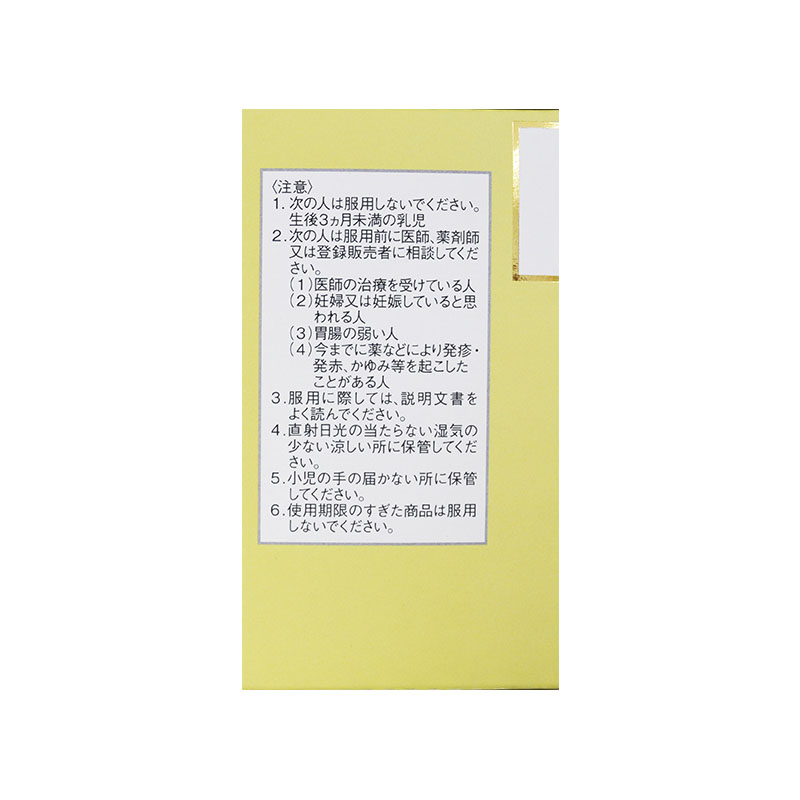 〈注意〉
1.次の人は服用しないでください。
生後3ヵ月未満の乳児
2.次の人は服用前に医師、薬剤師
又は登録販売者に相談してくだ
さい。
(1)医師の治療を受けている人
(2)妊婦又は妊娠していると思
われる人
(3)胃腸の弱い人
(4)今までに薬などにより発疹・
発赤、かゆみ等を起こした
ことがある人
3.服用に際しては、説明文書を
よく読んでください。
4.直射日光の当たらない湿気の
少ない涼しい所に保管してくだ
さい。
5.小児の手の届かない所に保管
してください。
6.使用期限のすぎた商品は服用
しないでください。